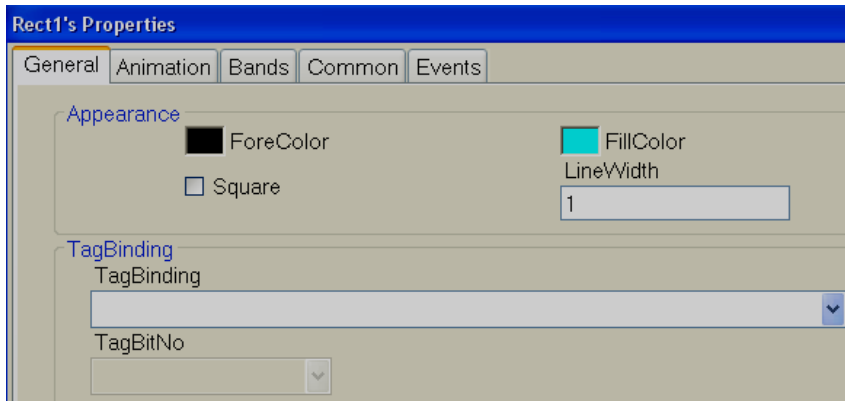 Rect1's Properties
General Animation Bands Common Events
Appearance
ForeColor FillColor
Square LineWidth
1
TagBinding
TagBinding
TagBitNo